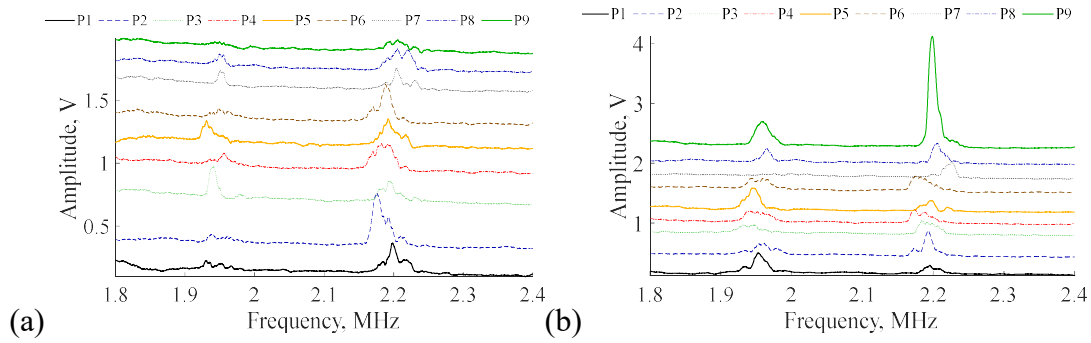 P1 P2 P3 P4 P5 P6 P7 P8 P9
1.5
1
0.5
Amplitude, V
1.8 1.9 2 2.1 2.2 2.3 2.4
Frequency, MHz
(a)
P1 P2 P3 P4 P5 P6 P7 P8 P9
4
3
2
1
Amplitude, V
1.8 1.9 2 2.1 2.2 2.3 2.4
Frequency, MHz
(b)